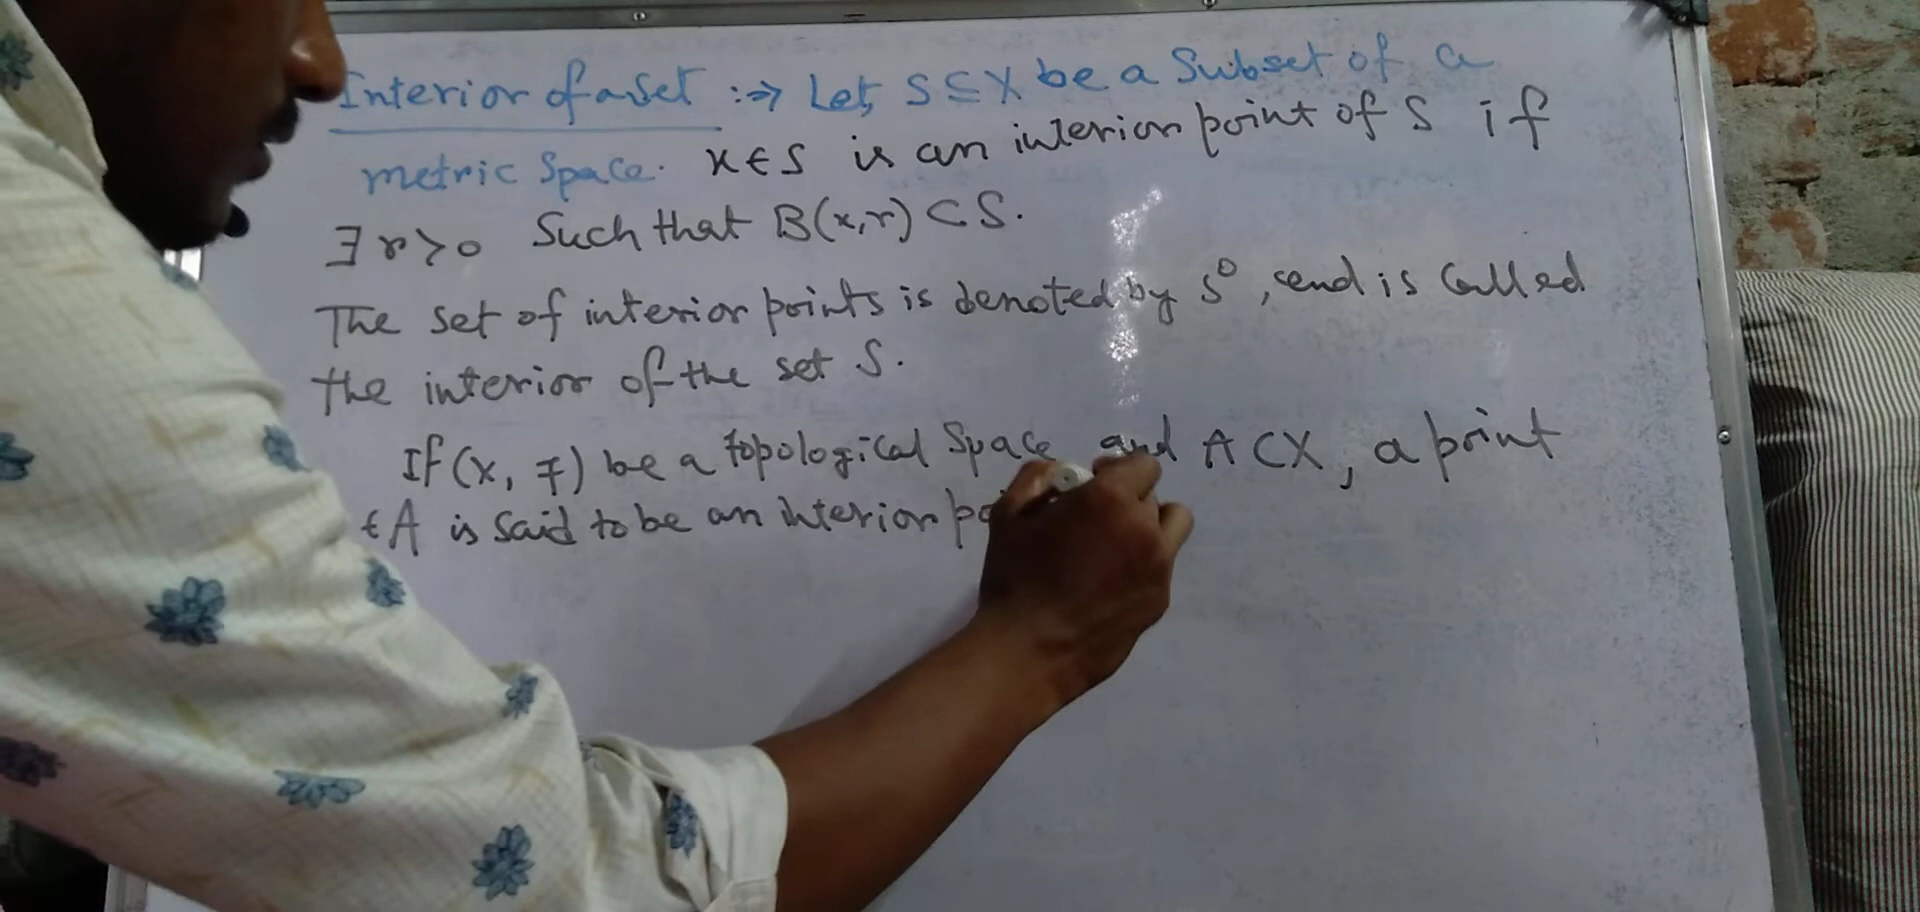 Interior of a Set :⇒ Let, S ⊆ X be a Subset of a
metric Space. x ∈ S is an interior point of S if
∃ r > 0 Such that B(x, r) ⊂ S.
The set of interior points is denoted by S⁰, and is Called
the interior of the set S.
If (X, Ŧ) be a topological Space and A ⊂ X, a point
∈ A is said to be an interior